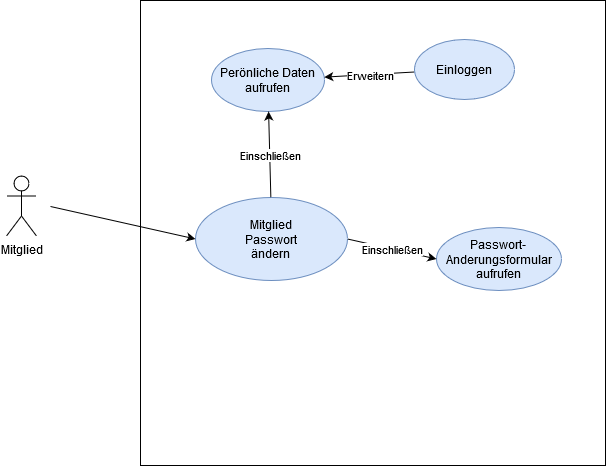 Perönliche Daten
aufrufen
Erweitern
Einloggen
Einschließen
Mitglied
Mitglied
Passwort
ändern
Einschließen
Passwort-
Anderungsformular
aufrufen